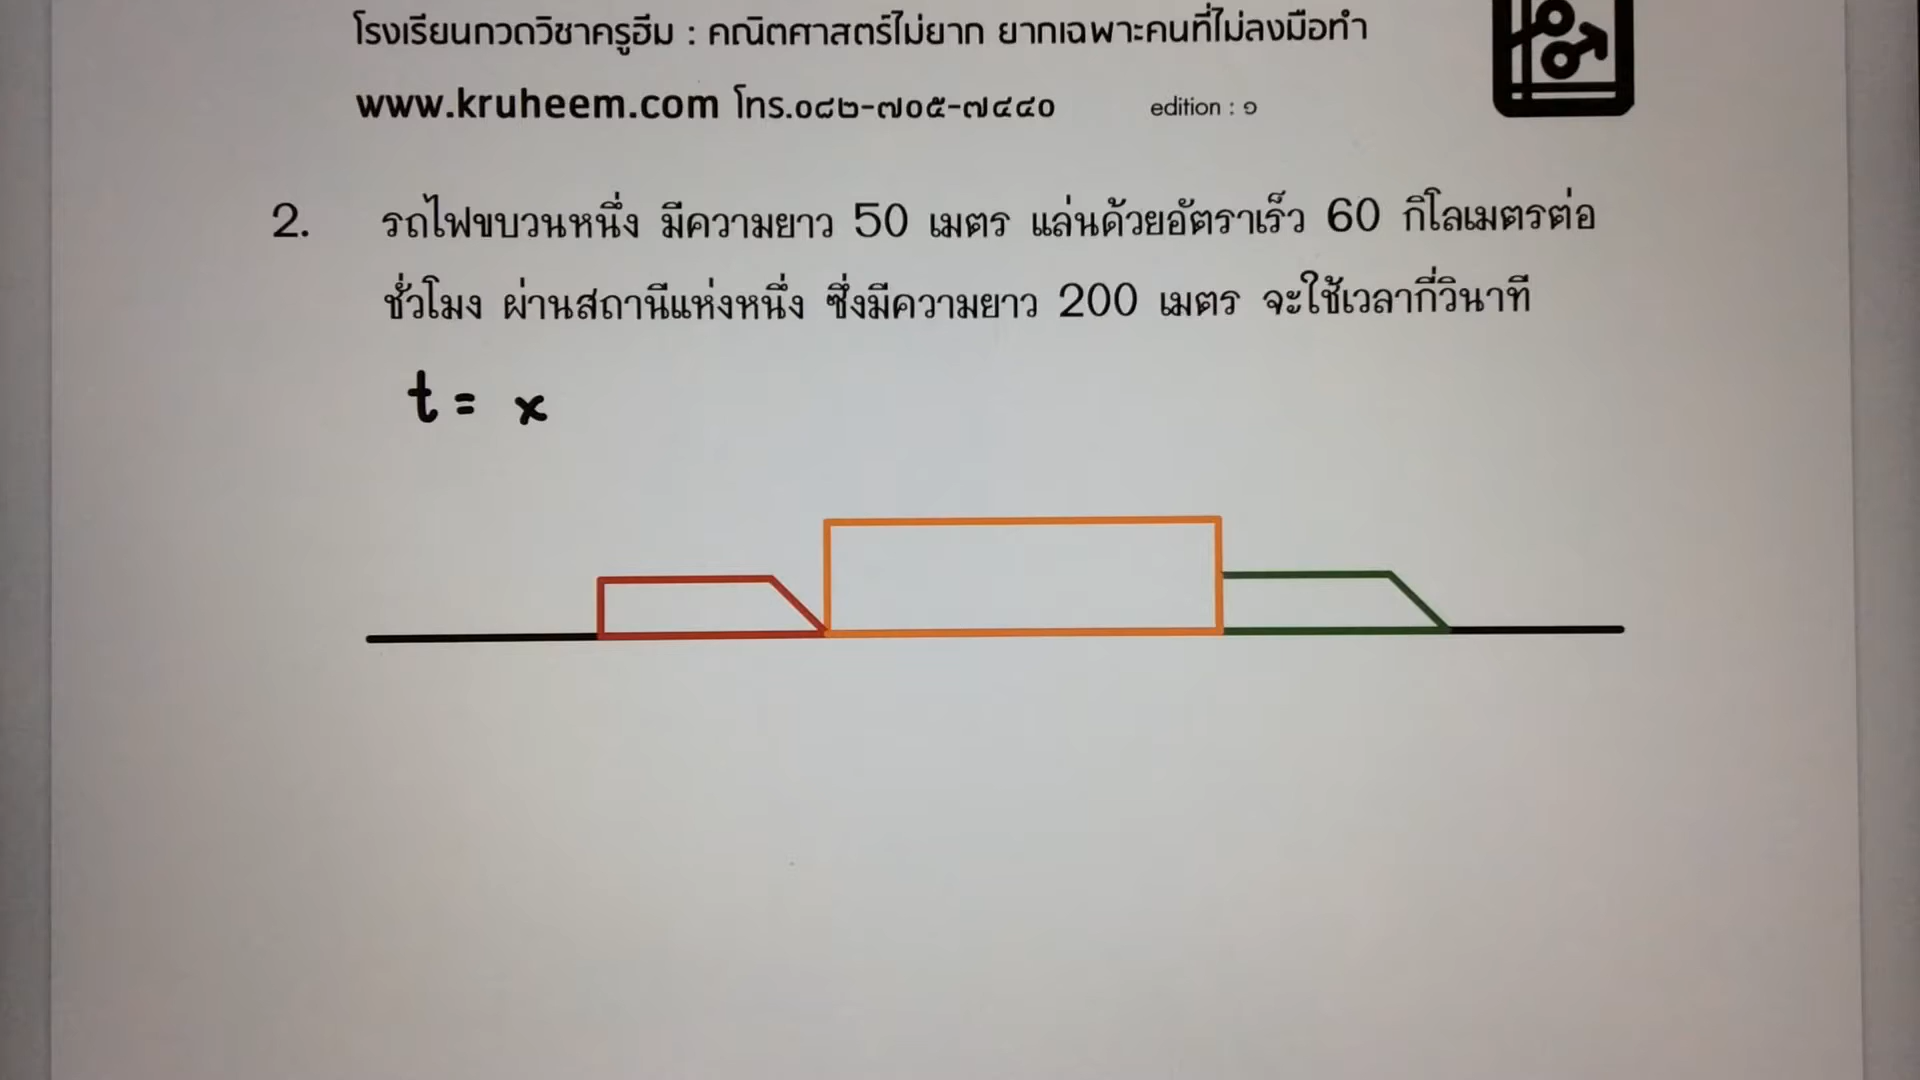 โรงเรียนกวดวิชาครูฮีม : คณิตศาสตร์ไม่ยาก ยากเฉพาะคนที่ไม่ลงมือทำ
www.kruheem.com โทร.๐๘๒-๗๐๕-๗๔๔๐ edition : ๑
2. รถไฟขบวนหนึ่ง มีความยาว 50 เมตร แล่นด้วยอัตราเร็ว 60 กิโลเมตรต่อ
ชั่วโมง ผ่านสถานีแห่งหนึ่ง ซึ่งมีความยาว 200 เมตร จะใช้เวลากี่วินาที
t = x